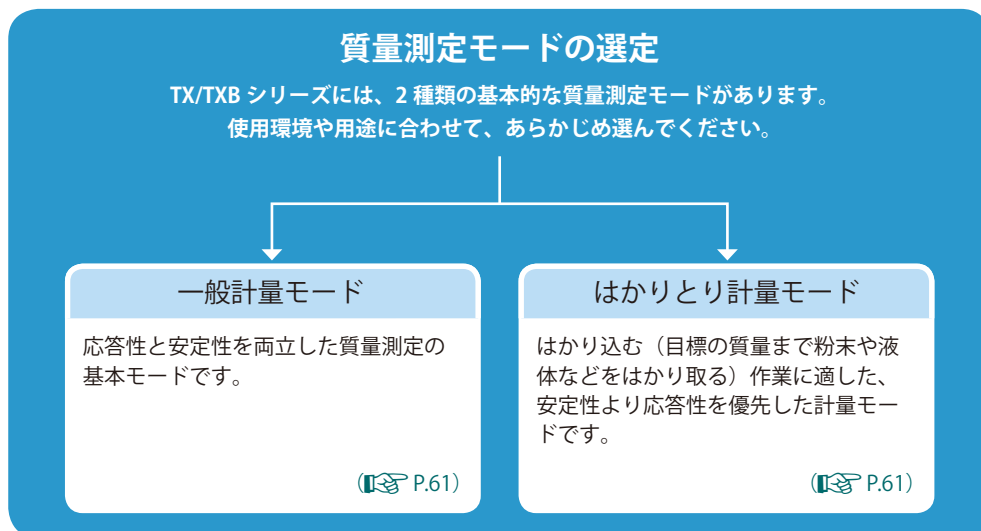 質量測定モードの選定
TX/TXB シリーズには、2 種類の基本的な質量測定モードがあります。
使用環境や用途に合わせて、あらかじめ選んでください。
一般計量モード
応答性と安定性を両立した質量測定の
基本モードです。
(☞ P.61)
はかりとり計量モード
はかり込む（目標の質量まで粉末や液
体などをはかり取る）作業に適した、
安定性より応答性を優先した計量モー
ドです。
(☞ P.61)